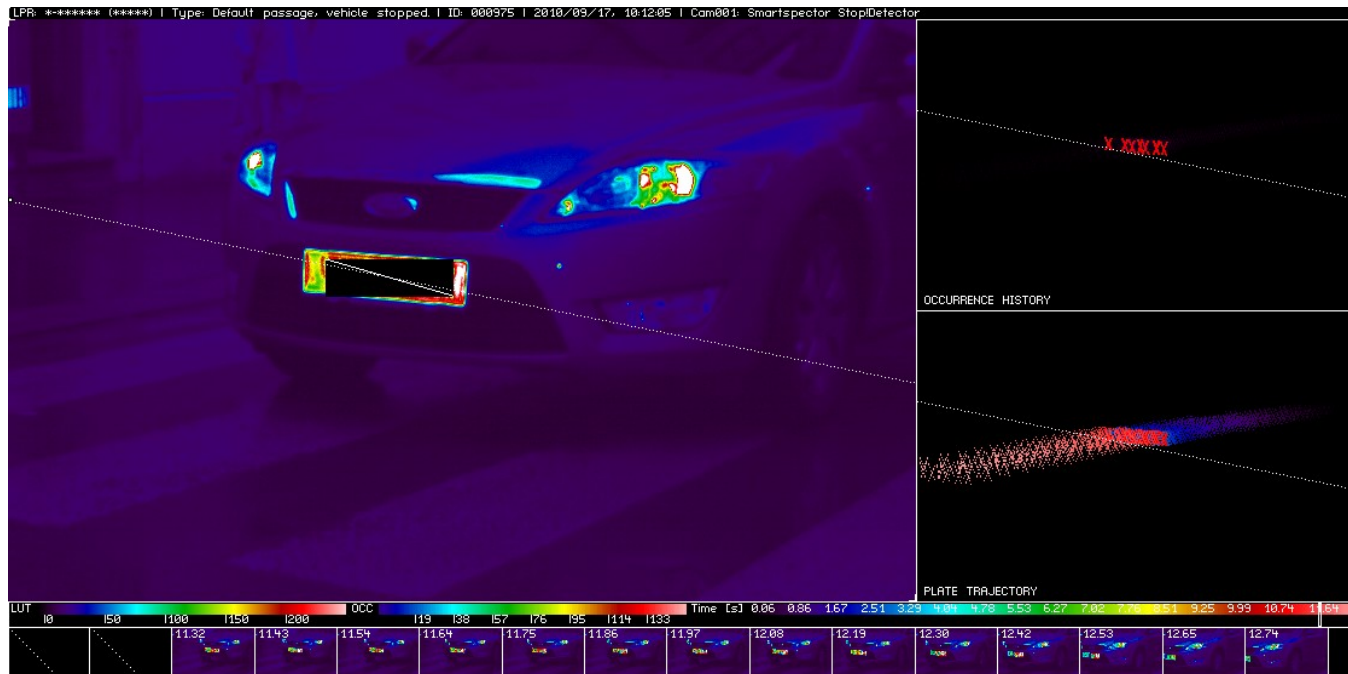 LPR: *-****** (*****) | Type: Default passage, vehicle stopped. | ID: 000975 | 2010/09/17, 10:12:05 | Cam001: Smartspector Stop!Detector
OCCURRENCE HISTORY
PLATE TRAJECTORY
LUT OCC Time [s] 0.06 0.86 1.67 2.51 3.29 4.04 4.78 5.53 6.27 7.02 7.76 8.51 9.25 9.99 10.74 11.64
|0 |50 |100 |150 |200 |19 |38 |57 |76 |95 |114 |133
11.32 11.43 11.54 11.64 11.75 11.86 11.97 12.08 12.19 12.30 12.42 12.53 12.65 12.74